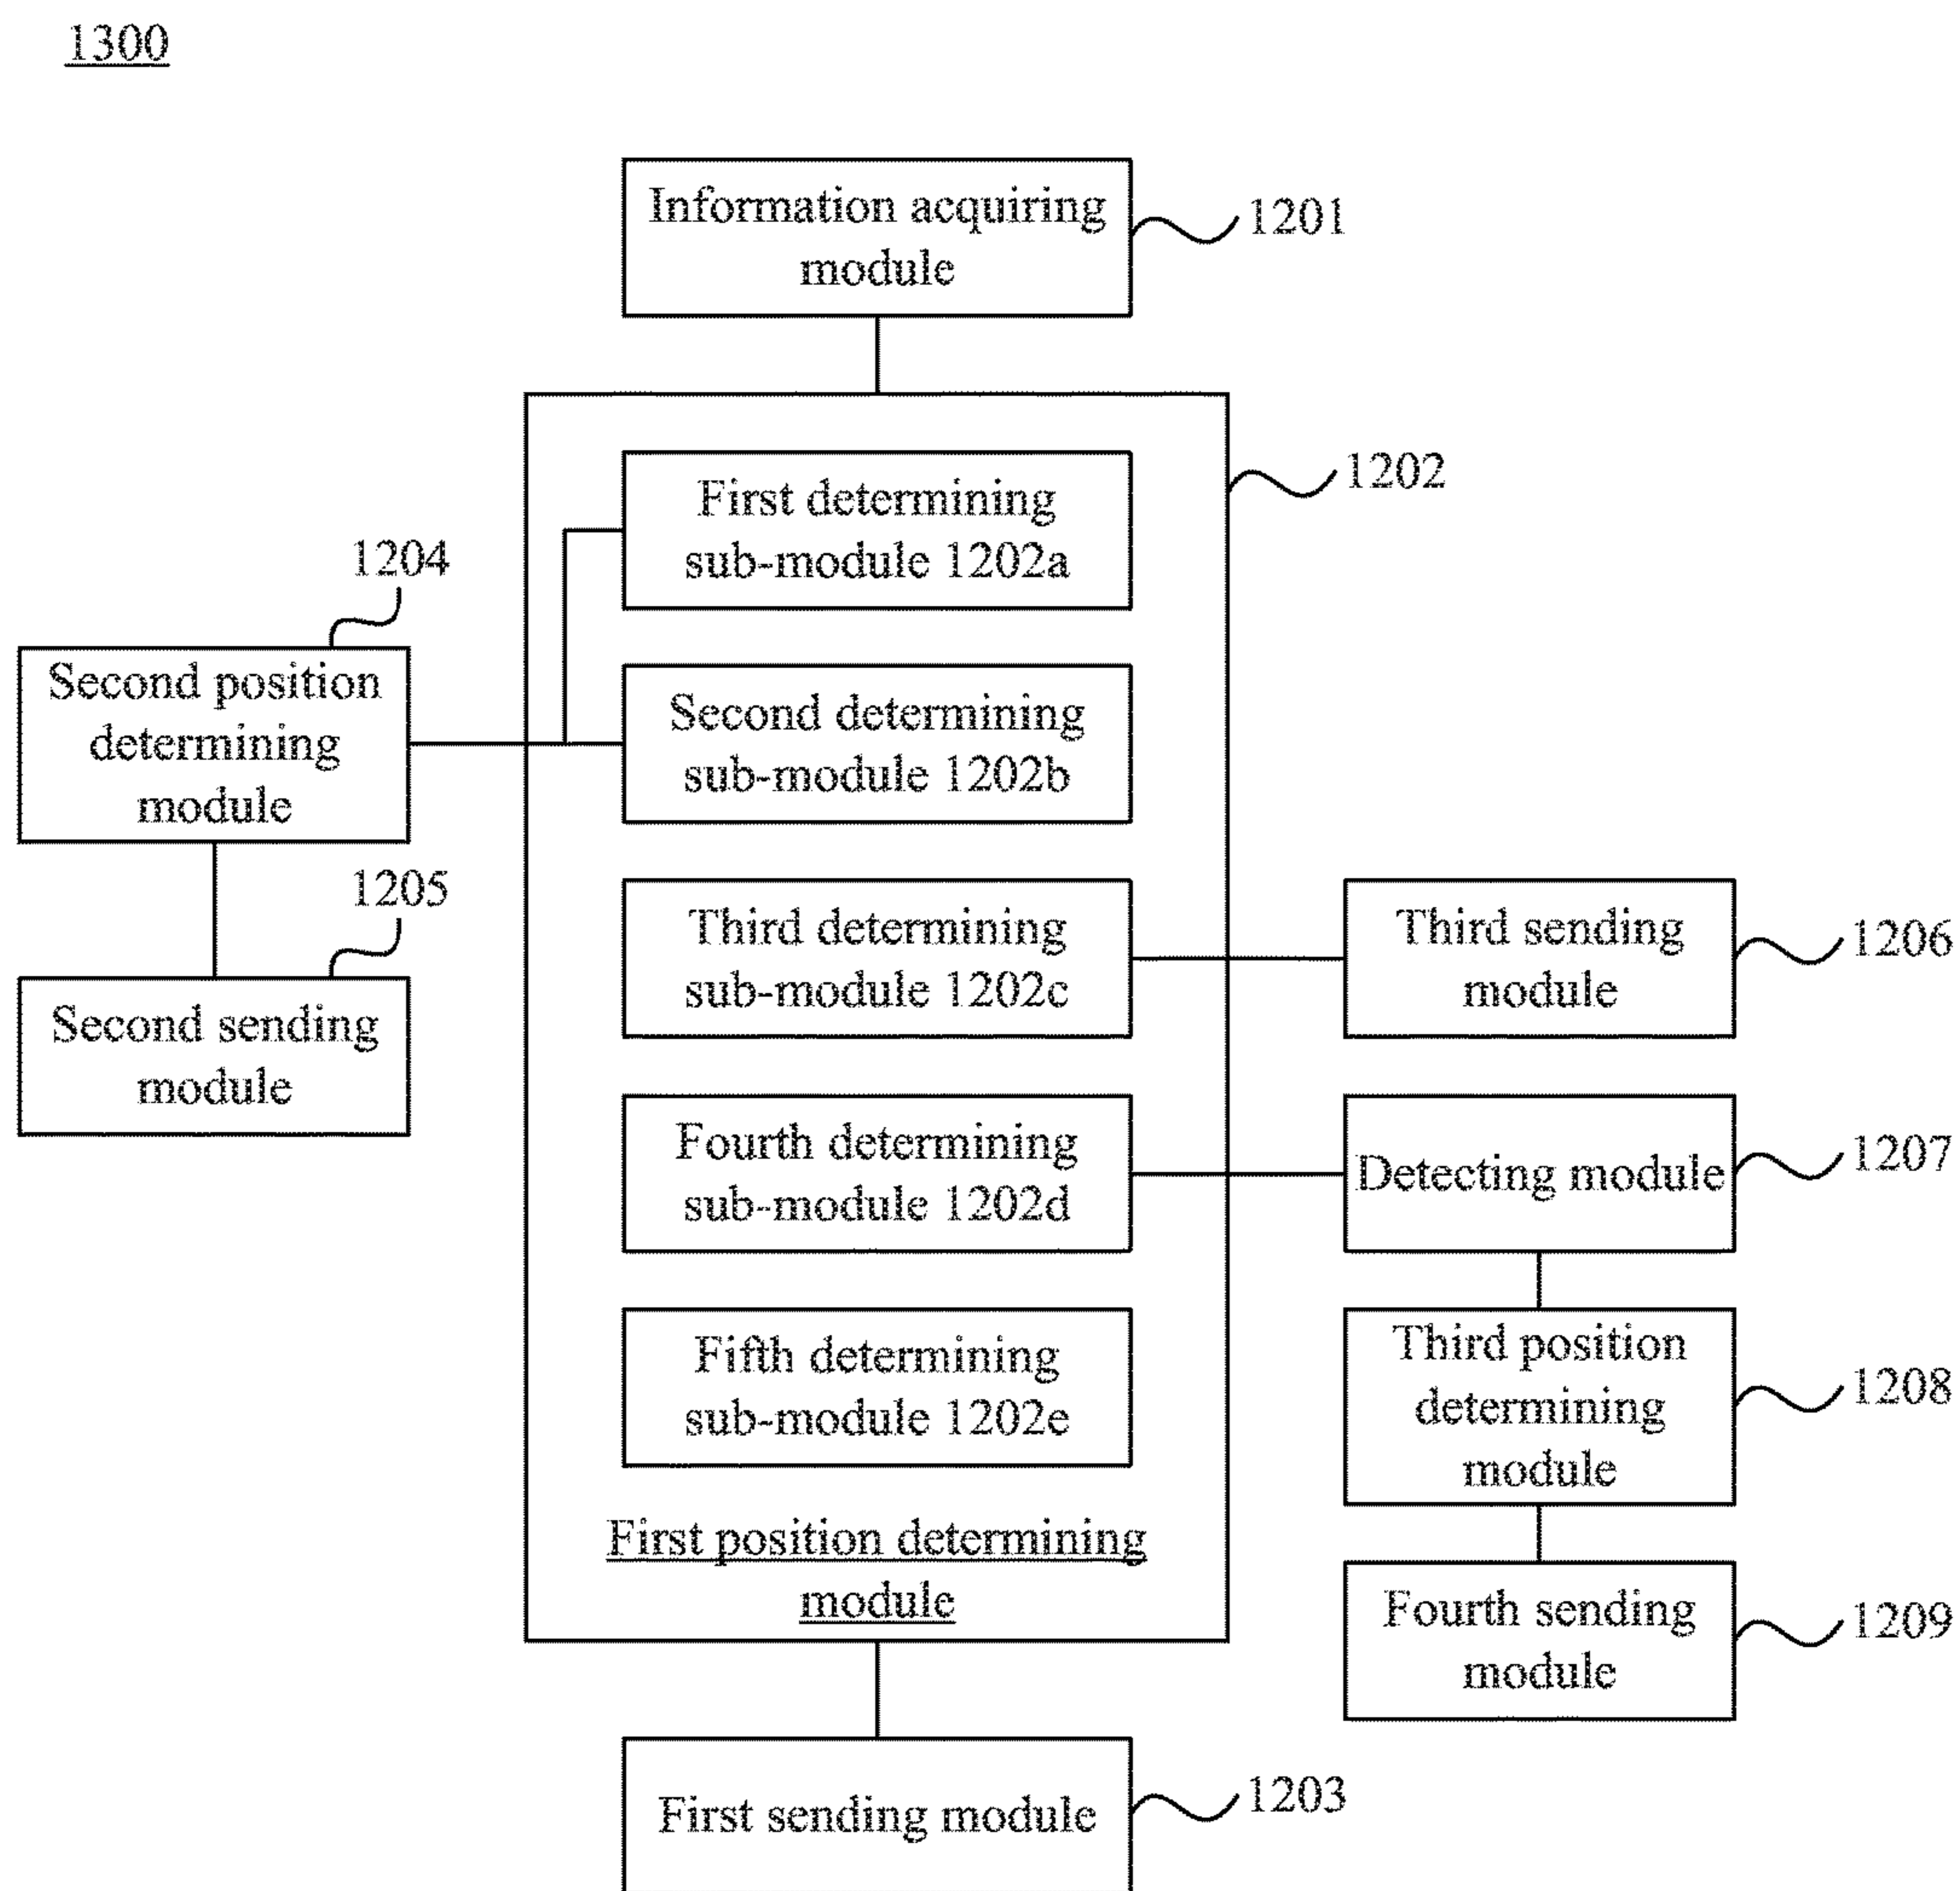 1300
Information acquiring
module
1201
1202
First determining
sub-module 1202a
1204
Second position
determining
module
Second determining
sub-module 1202b
1205
Second sending
module
Third determining
sub-module 1202c
Third sending
module
1206
Fourth determining
sub-module 1202d
Detecting module
1207
Fifth determining
sub-module 1202e
Third position
determining
module
1208
First position determining
module
Fourth sending
module
1209
First sending module
1203